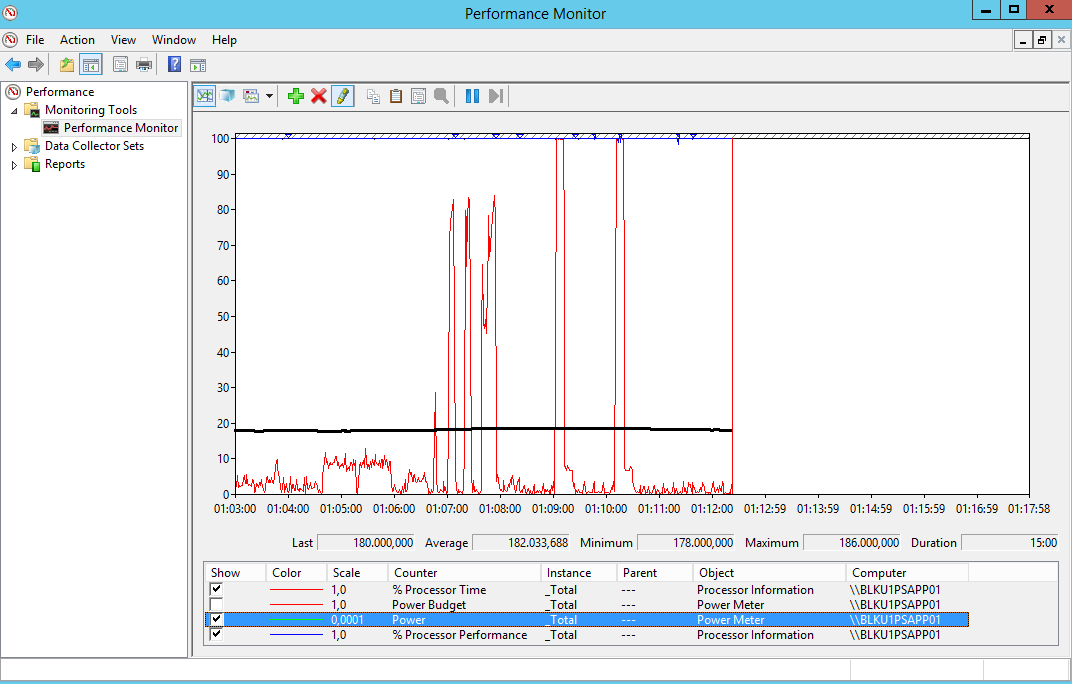 Performance Monitor
File Action View Window Help
Performance
Monitoring Tools
Performance Monitor
Data Collector Sets
Reports
100
90
80
70
60
50
40
30
20
10
0
01:03:00 01:04:00 01:05:00 01:06:00 01:07:00 01:08:00 01:09:00 01:10:00 01:11:00 01:12:00 01:12:59 01:13:59 01:14:59 01:15:59 01:16:59 01:17:58
Last 180.000,000 Average 182.033,688 Minimum 178.000,000 Maximum 186.000,000 Duration 15:00
Show Color Scale Counter Instance Parent Object Computer
1,0 % Processor Time _Total --- Processor Information \\BLKU1PSAPP01
1,0 Power Budget _Total --- Power Meter \\BLKU1PSAPP01
0,0001 Power _Total --- Power Meter \\BLKU1PSAPP01
1,0 % Processor Performance _Total --- Processor Information \\BLKU1PSAPP01